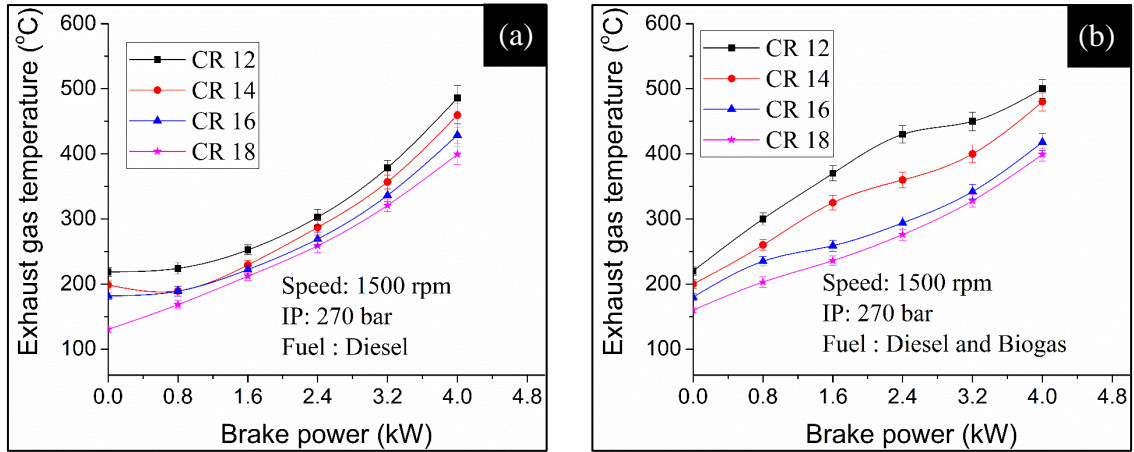 (a)
Exhaust gas temperature (°C)
600
500
400
300
200
100
CR 12
CR 14
CR 16
CR 18
Speed: 1500 rpm
IP: 270 bar
Fuel : Diesel
0.0 0.8 1.6 2.4 3.2 4.0 4.8
Brake power (kW)
(b)
Exhaust gas temperature (°C)
600
500
400
300
200
100
CR 12
CR 14
CR 16
CR 18
Speed: 1500 rpm
IP: 270 bar
Fuel : Diesel and Biogas
0.0 0.8 1.6 2.4 3.2 4.0 4.8
Brake power (kW)